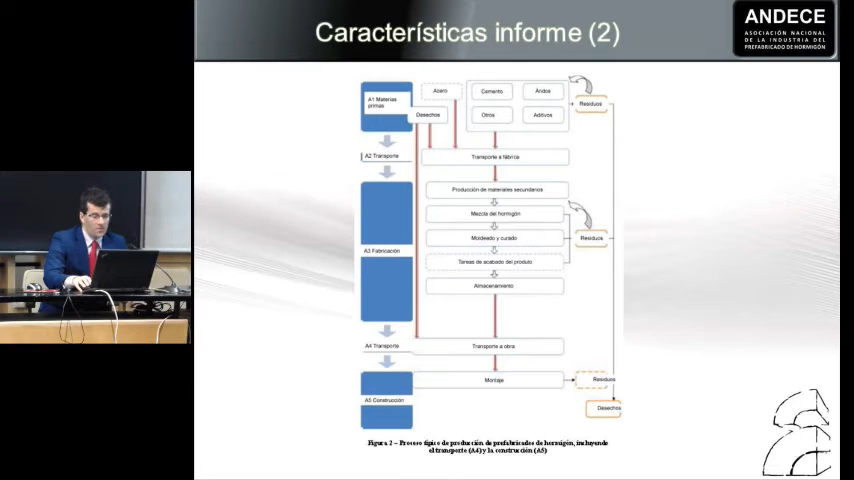 Características informe (2)
ANDECE
ASOCIACIÓN NACIONAL
DE LA INDUSTRIA DEL
PREFABRICADO DE HORMIGÓN
A1 Materias
primas
Acero
Desechos
Cemento
Áridos
Otros
Aditivos
Residuos
A2 Transporte
Transporte a fábrica
Producción de materiales secundarios
Mezcla del hormigón
Moldeado y curado
Residuos
A3 Fabricación
Tareas de acabado del produto
Almacenamiento
A4 Transporte
Transporte a obra
Montaje
Residuos
A5 Construcción
Desechos
Figura 2 – Proceso típico de producción de prefabricados de hormigón, incluyendo
el transporte (A4) y la construcción (A5)